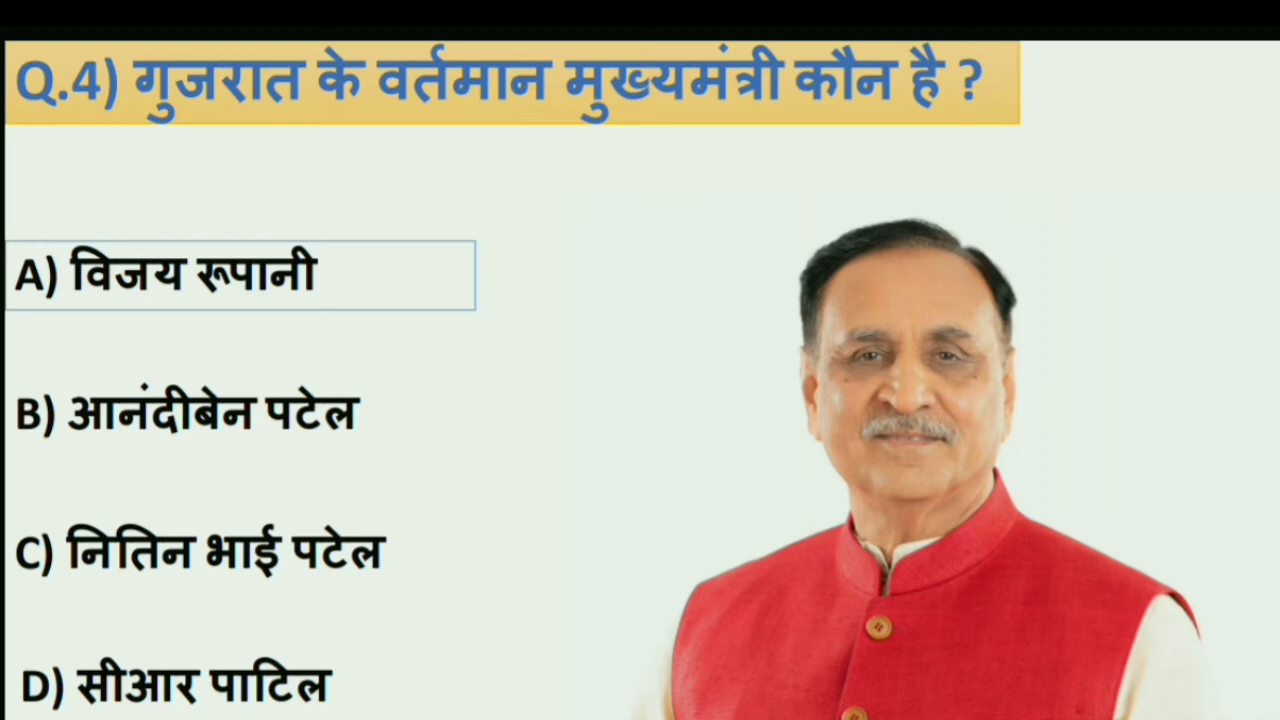 Q.4) गुजरात के वर्तमान मुख्यमंत्री कौन है ?
A) विजय रूपानी
B) आनंदीबेन पटेल
C) नितिन भाई पटेल
D) सीआर पाटिल